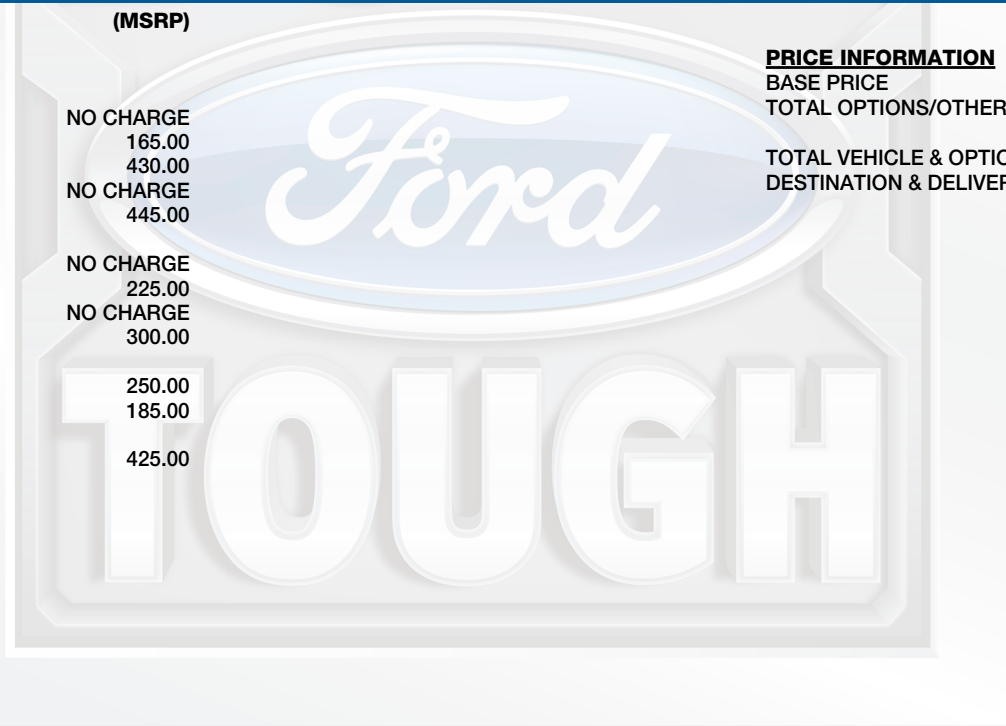 (MSRP)
NO CHARGE
165.00
430.00
NO CHARGE
445.00
NO CHARGE
225.00
NO CHARGE
300.00
250.00
185.00
425.00
PRICE INFORMATION
BASE PRICE
TOTAL OPTIONS/OTHER
TOTAL VEHICLE & OPTIO
DESTINATION & DELIVER
Ford
TOUGH